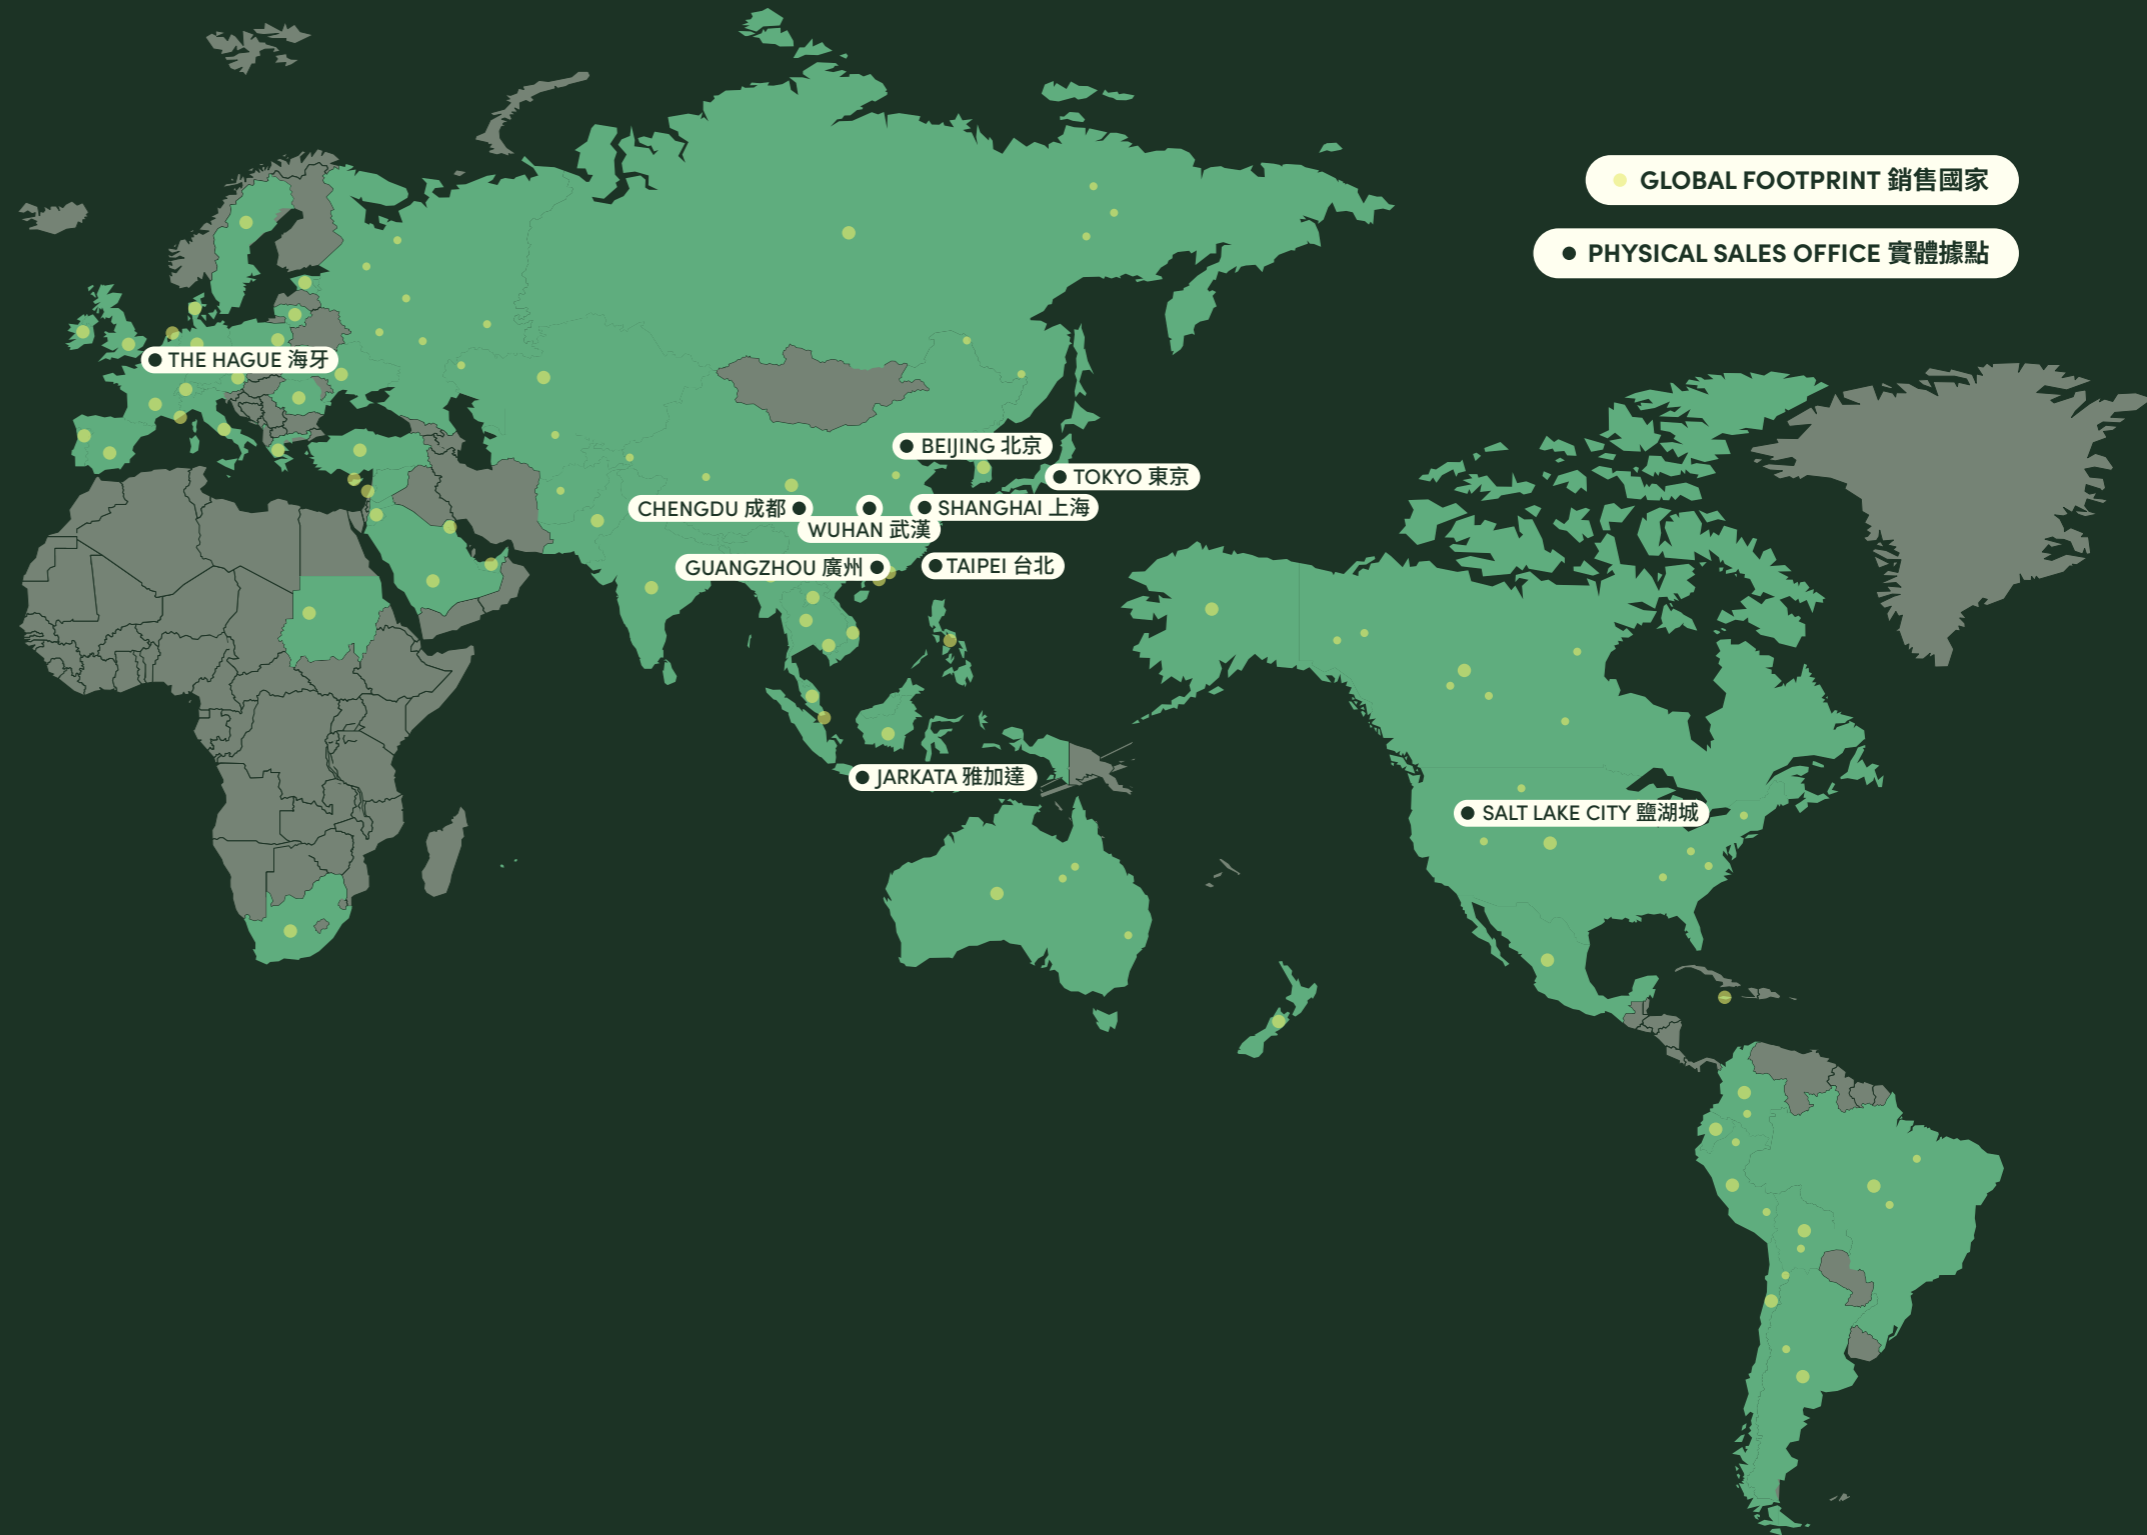 GLOBAL FOOTPRINT 銷售國家
PHYSICAL SALES OFFICE 實體據點
THE HAGUE 海牙
BEIJING 北京
TOKYO 東京
CHENGDU 成都
SHANGHAI 上海
WUHAN 武漢
GUANGZHOU 廣州
TAIPEI 台北
JARKATA 雅加達
SALT LAKE CITY 鹽湖城